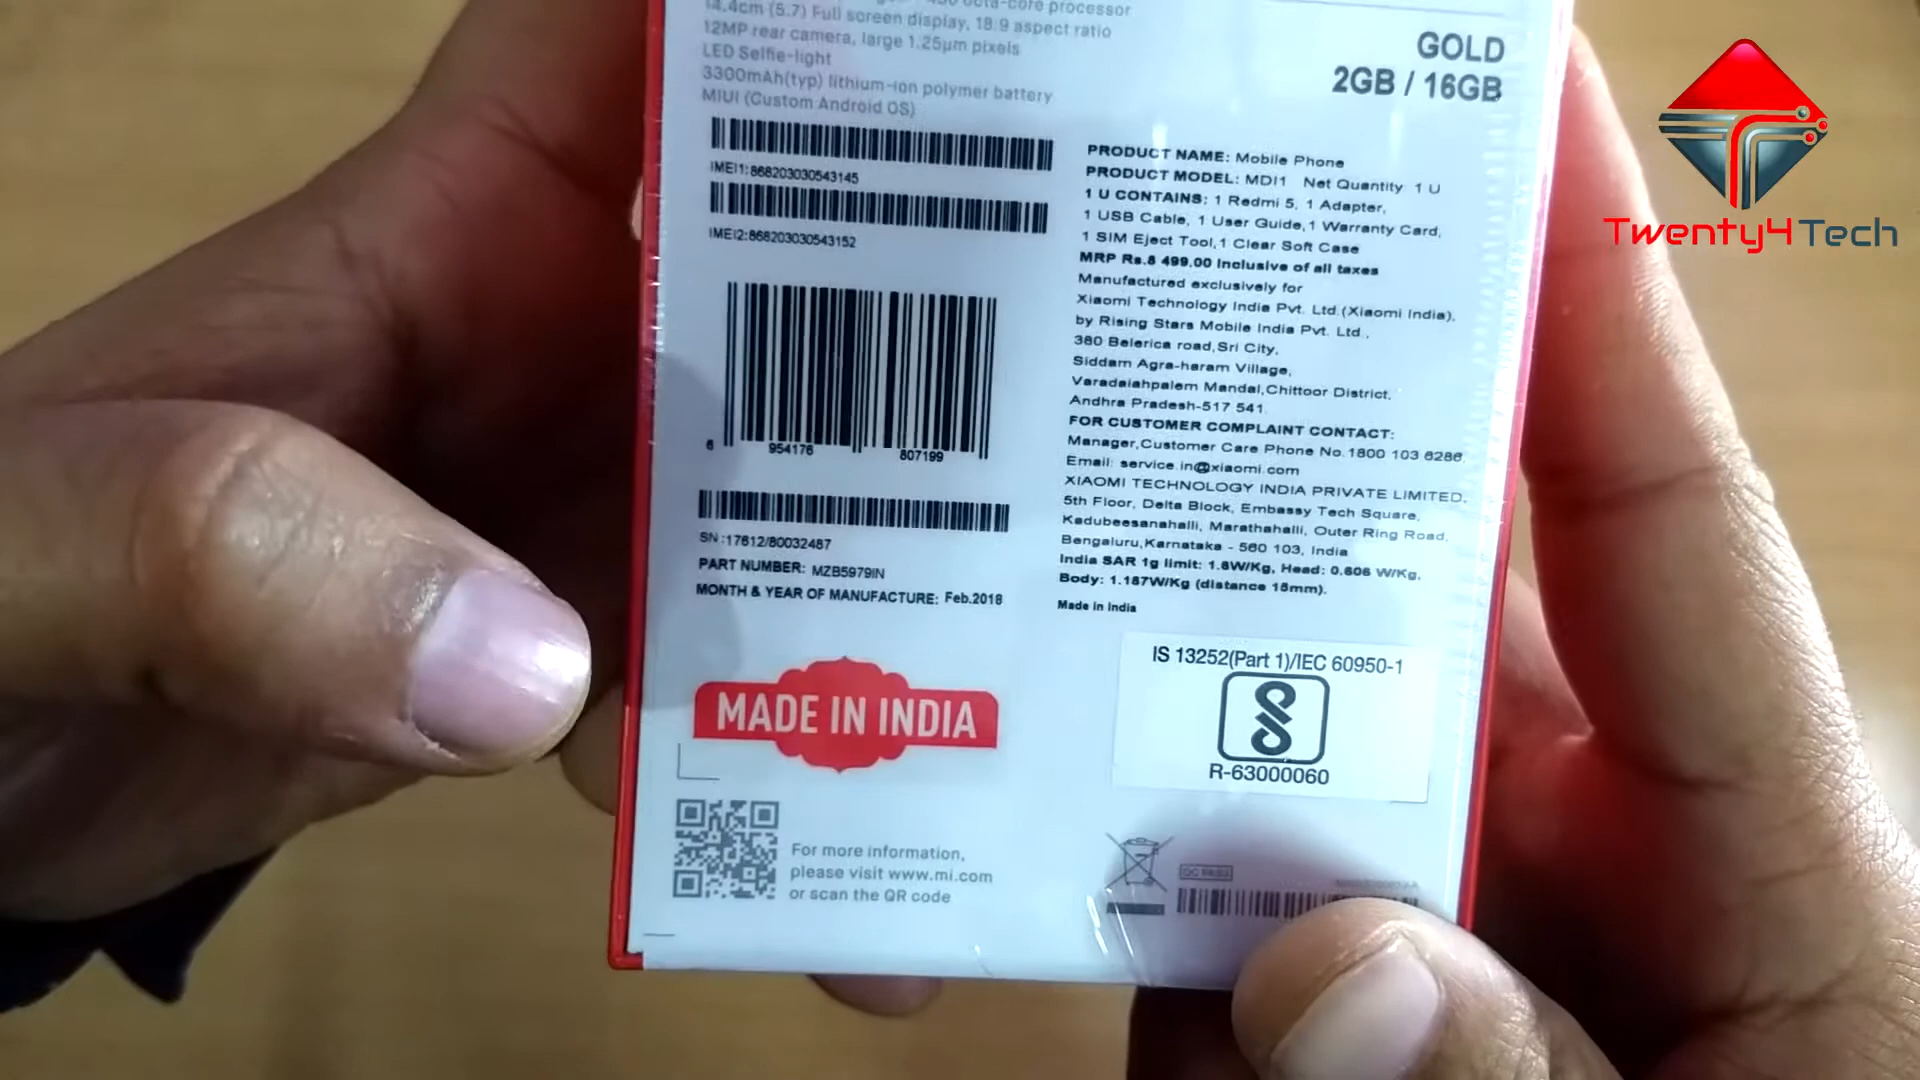 octa-core processor
14.4cm (5.7) Full screen display, 18:9 aspect ratio
12MP rear camera, large 1.25µm pixels
LED Selfie-light
3300mAh(typ) lithium-ion polymer battery
MIUI (Custom Android OS)
GOLD
2GB / 16GB
IMEI1:868203030543145
IMEI2:868203030543152
6 954176 807199
SN:17612/80032487
PART NUMBER: MZB5979IN
MONTH & YEAR OF MANUFACTURE: Feb.2018
PRODUCT NAME: Mobile Phone
PRODUCT MODEL: MDI1 Net Quantity 1 U
1 U CONTAINS: 1 Redmi 5, 1 Adapter,
1 USB Cable, 1 User Guide,1 Warranty Card,
1 SIM Eject Tool,1 Clear Soft Case
MRP Rs.8 499.00 Inclusive of all taxes
Manufactured exclusively for
Xiaomi Technology India Pvt. Ltd.(Xiaomi India),
by Rising Stars Mobile India Pvt. Ltd.,
380 Belerica road,Sri City,
Siddam Agra-haram Village,
Varadaiahpalem Mandal,Chittoor District,
Andhra Pradesh-517 541.
FOR CUSTOMER COMPLAINT CONTACT:
Manager,Customer Care Phone No.1800 103 6286,
Email: service.in@xiaomi.com
XIAOMI TECHNOLOGY INDIA PRIVATE LIMITED,
5th Floor, Delta Block, Embassy Tech Square,
Kadubeesanahalli, Marathahalli, Outer Ring Road,
Bengaluru,Karnataka - 560 103, India
India SAR 1g limit: 1.6W/Kg, Head: 0.606 W/Kg,
Body: 1.187W/Kg (distance 15mm).
Made in India
MADE IN INDIA
IS 13252(Part 1)/IEC 60950-1
R-63000060
For more information,
please visit www.mi.com
or scan the QR code
QC PASS
Twenty4Tech